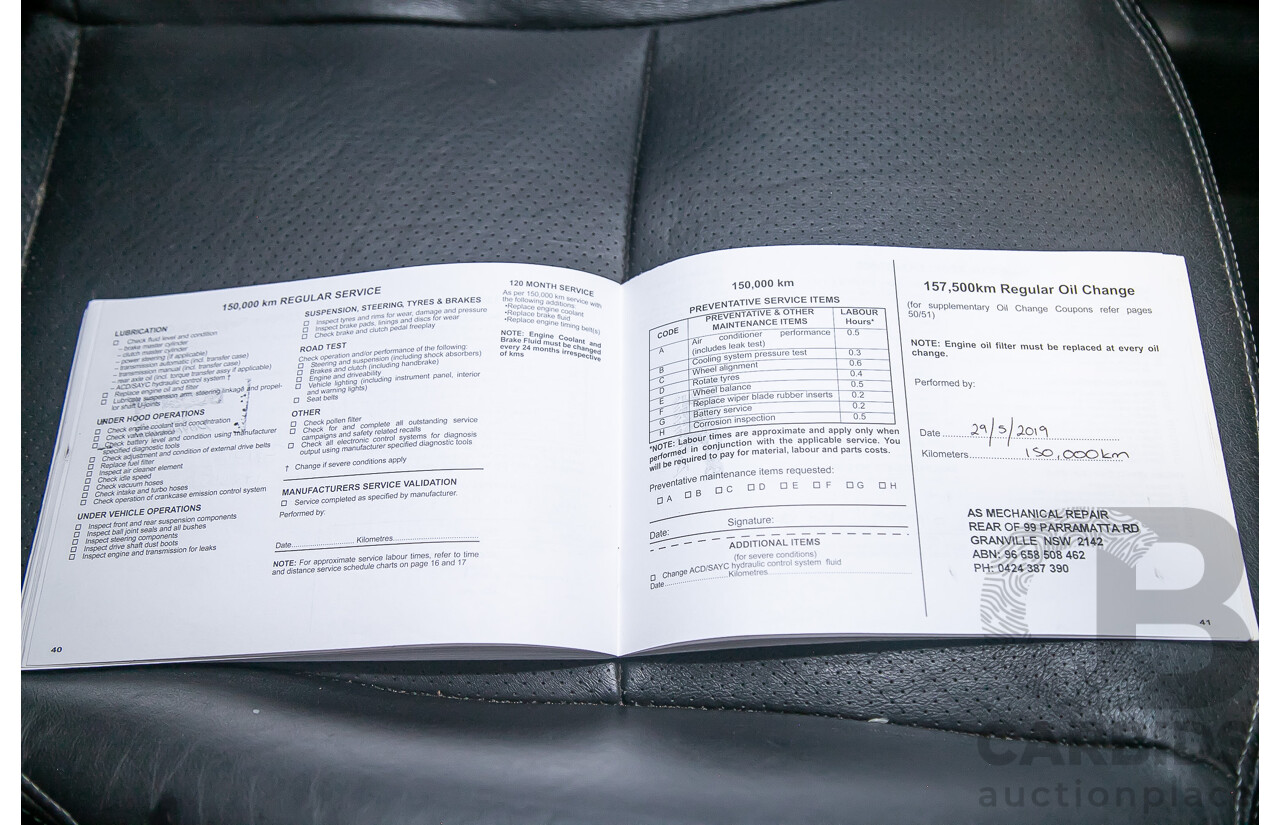 150,000 km REGULAR SERVICE
LUBRICATION
Check fluid level and condition
– brake master cylinder
– clutch master cylinder
– power steering (if applicable)
– transmission automatic (incl. transfer case)
– transmission manual (incl. transfer case)
– rear axle oil (incl. torque transfer assy if applicable)
– ACD/SAYC hydraulic control system †
Replace engine oil and filter
Lubricate suspension arm, steering linkage and propel-
lor shaft U-joints
UNDER HOOD OPERATIONS
Check engine coolant and concentration
Check valve clearance
Check battery level and condition using manufacturer
specified diagnostic tools
Check adjustment and condition of external drive belts
Replace fuel filter
Inspect air cleaner element
Check idle speed
Check vacuum hoses
Check intake and turbo hoses
Check operation of crankcase emission control system
UNDER VEHICLE OPERATIONS
Inspect front and rear suspension components
Inspect ball joint seals and all bushes
Inspect steering components
Inspect drive shaft dust boots
Inspect engine and transmission for leaks
40
SUSPENSION, STEERING, TYRES & BRAKES
Inspect tyres and rims for wear, damage and pressure
Inspect brake pads, linings and discs for wear
Check brake and clutch pedal freeplay
ROAD TEST
Check operation and/or performance of the following:
Steering and suspension (including shock absorbers)
Brakes and clutch (including handbrake)
Engine and driveability
Vehicle lighting (including instrument panel, interior
and warning lights)
Seat belts
OTHER
Check pollen filter
Check for and complete all outstanding service
campaigns and safety related recalls
Check all electronic control systems for diagnosis
output using manufacturer specified diagnostic tools
† Change if severe conditions apply
MANUFACTURERS SERVICE VALIDATION
Service completed as specified by manufacturer.
Performed by:
Date........................ Kilometres................................
NOTE: For approximate service labour times, refer to time
and distance service schedule charts on page 16 and 17
120 MONTH SERVICE
As per 150,000 km service with
the following additions
•Replace engine coolant
•Replace brake fluid
•Replace engine timing belt(s)
NOTE: Engine Coolant and
Brake Fluid must be changed
every 24 months irrespective
of kms
150,000 km
PREVENTATIVE SERVICE ITEMS
CODE PREVENTATIVE & OTHER MAINTENANCE ITEMS LABOUR Hours*
A Air conditioner performance (includes leak test) 0.5
B Cooling system pressure test 0.3
C Wheel alignment 0.6
D Rotate tyres 0.4
E Wheel balance 0.5
F Replace wiper blade rubber inserts 0.2
G Battery service 0.2
H Corrosion inspection 0.5
*NOTE: Labour times are approximate and apply only when
performed in conjunction with the applicable service. You
will be required to pay for material, labour and parts costs.
Preventative maintenance items requested:
A B C D E F G H
Date: Signature:
ADDITIONAL ITEMS
(for severe conditions)
Change ACD/SAYC hydraulic control system fluid
Date........................Kilometres................................
157,500km Regular Oil Change
(for supplementary Oil Change Coupons refer pages
50/51)
NOTE: Engine oil filter must be replaced at every oil
change.
Performed by:
Date 29/5/2019
Kilometers 150,000km
AS MECHANICAL REPAIR
REAR OF 99 PARRAMATTA RD
GRANVILLE NSW 2142
ABN: 96 658 508 462
PH: 0424 387 390
41
auctionplac